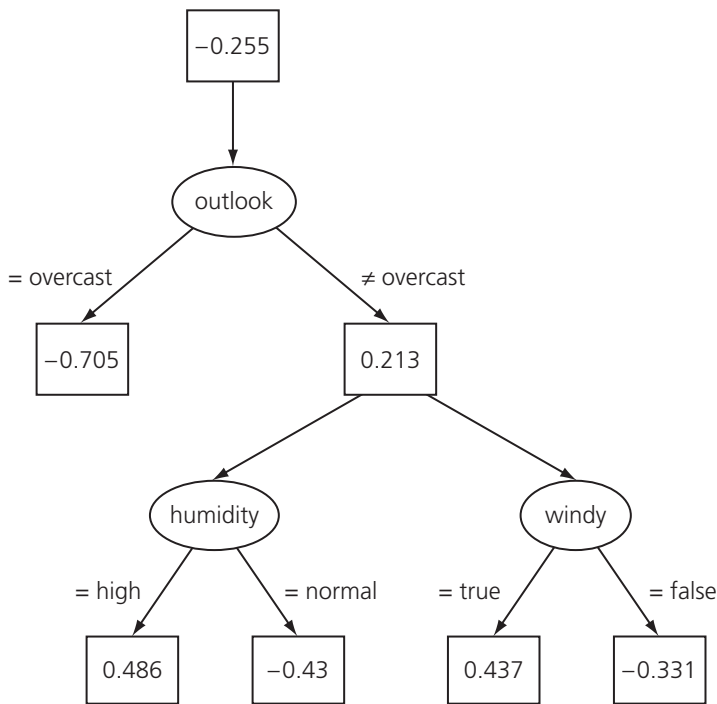 −0.255
outlook
= overcast
≠ overcast
−0.705
0.213
humidity
windy
= high
= normal
= true
= false
0.486
−0.43
0.437
−0.331